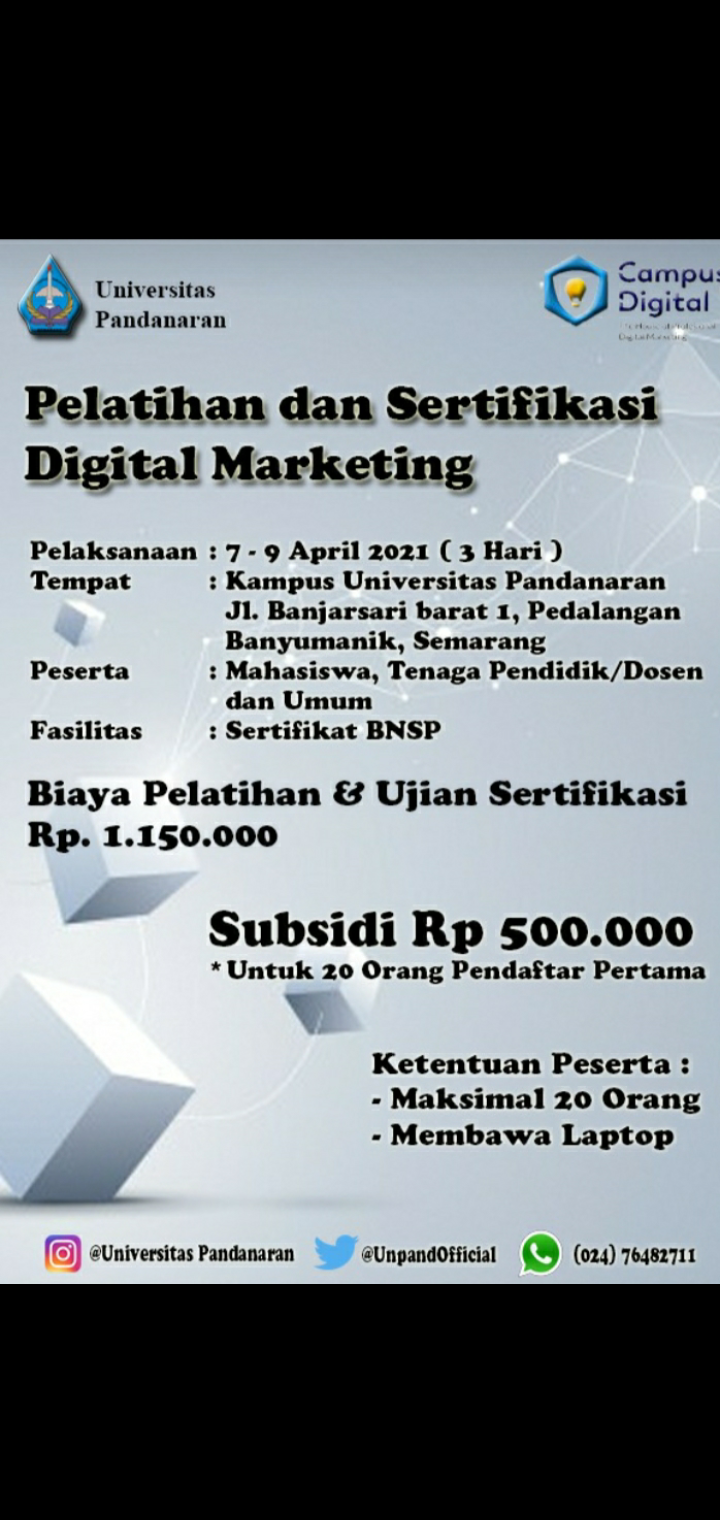 Universitas
Pandanaran
Campus
Digital
Digital Marketing
Pelatihan dan Sertifikasi
Digital Marketing
Pelaksanaan : 7 - 9 April 2021 ( 3 Hari )
Tempat : Kampus Universitas Pandanaran
Jl. Banjarsari barat 1, Pedalangan
Banyumanik, Semarang
Peserta : Mahasiswa, Tenaga Pendidik/Dosen
dan Umum
Fasilitas : Sertifikat BNSP
Biaya Pelatihan & Ujian Sertifikasi
Rp. 1.150.000
Subsidi Rp 500.000
* Untuk 20 Orang Pendaftar Pertama
Ketentuan Peserta :
- Maksimal 20 Orang
- Membawa Laptop
@Universitas Pandanaran @UnpandOfficial (024) 76482711